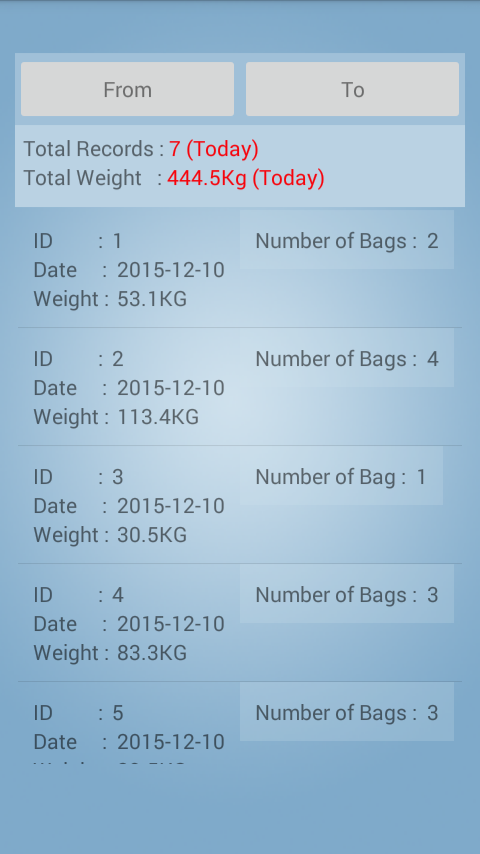 From To
Total Records : 7 (Today)
Total Weight : 444.5Kg (Today)
ID : 1 Number of Bags : 2
Date : 2015-12-10
Weight : 53.1KG
ID : 2 Number of Bags : 4
Date : 2015-12-10
Weight : 113.4KG
ID : 3 Number of Bag : 1
Date : 2015-12-10
Weight : 30.5KG
ID : 4 Number of Bags : 3
Date : 2015-12-10
Weight : 83.3KG
ID : 5 Number of Bags : 3
Date : 2015-12-10